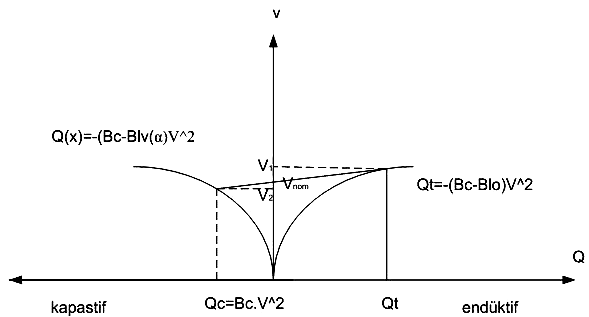 v
Q(x)=-(Bc-Blv(α)V^2
V1
Vnom
V2
Qt=-(Bc-Blo)V^2
Q
kapastif
Qc=Bc.V^2
Qt
endüktif